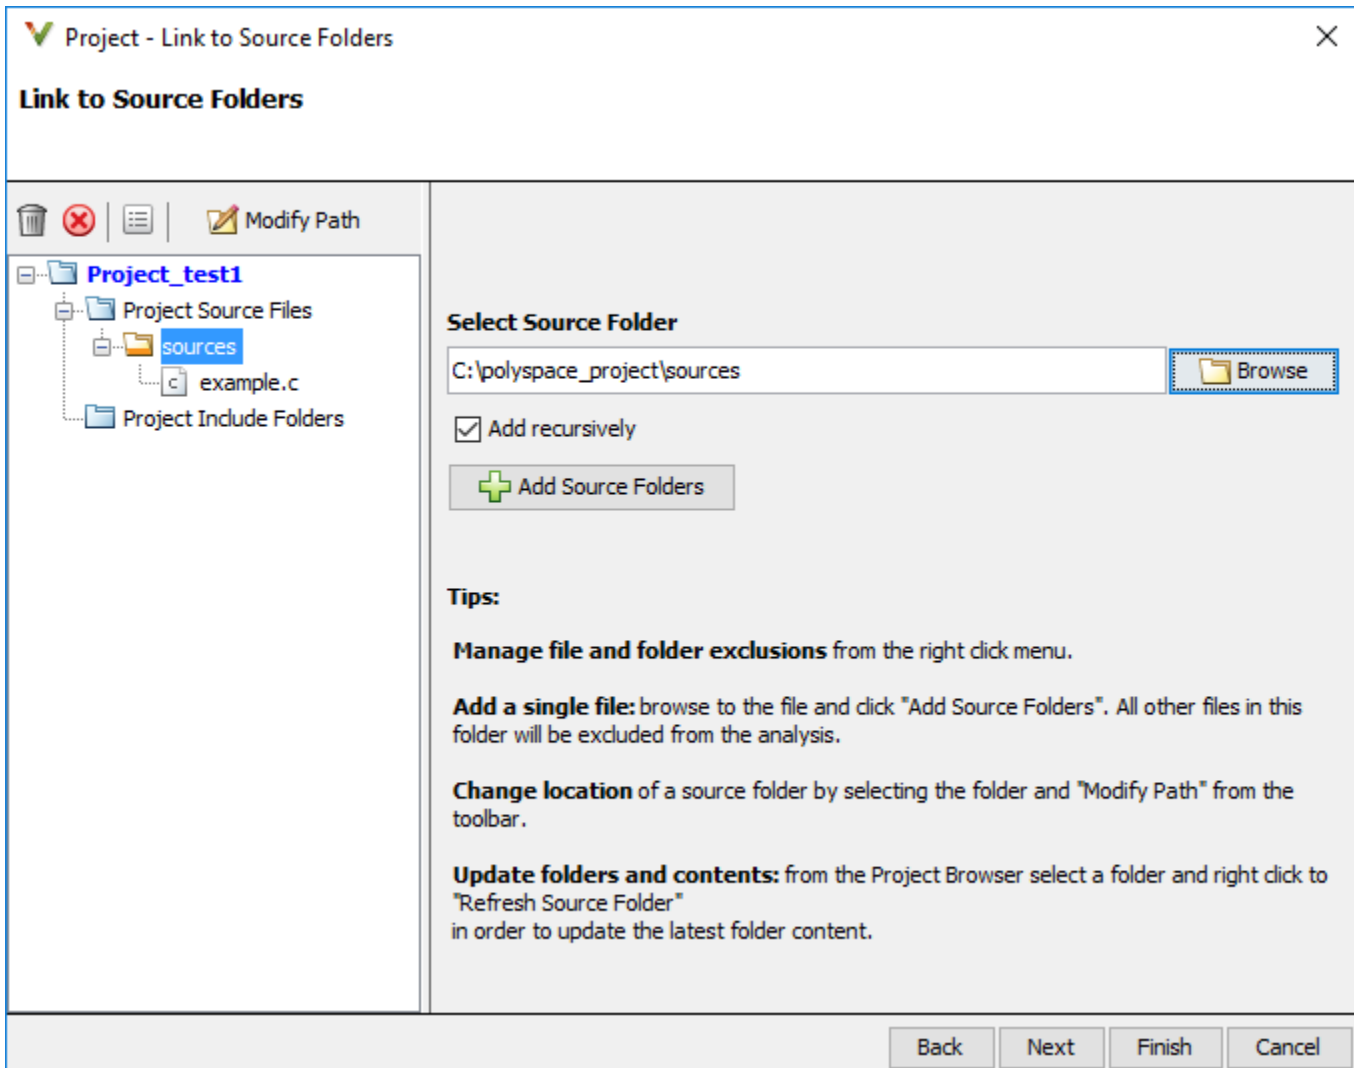 Project - Link to Source Folders
Link to Source Folders
Modify Path
Project_test1
Project Source Files
sources
c example.c
Project Include Folders
Select Source Folder
C:\polyspace_project\sources
Browse
Add recursively
Add Source Folders
Tips:
Manage file and folder exclusions from the right click menu.
Add a single file: browse to the file and click "Add Source Folders". All other files in this
folder will be excluded from the analysis.
Change location of a source folder by selecting the folder and "Modify Path" from the
toolbar.
Update folders and contents: from the Project Browser select a folder and right click to
"Refresh Source Folder"
in order to update the latest folder content.
Back
Next
Finish
Cancel